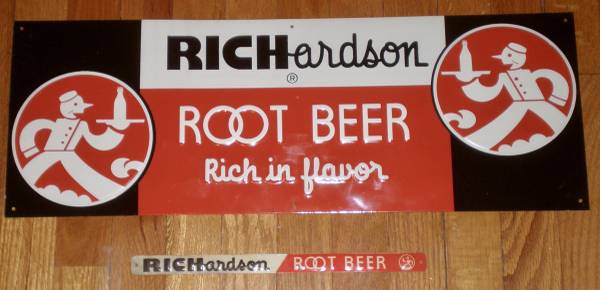 RICHardson
®
ROOT BEER
Rich in flavor
RICHardson ROOT BEER